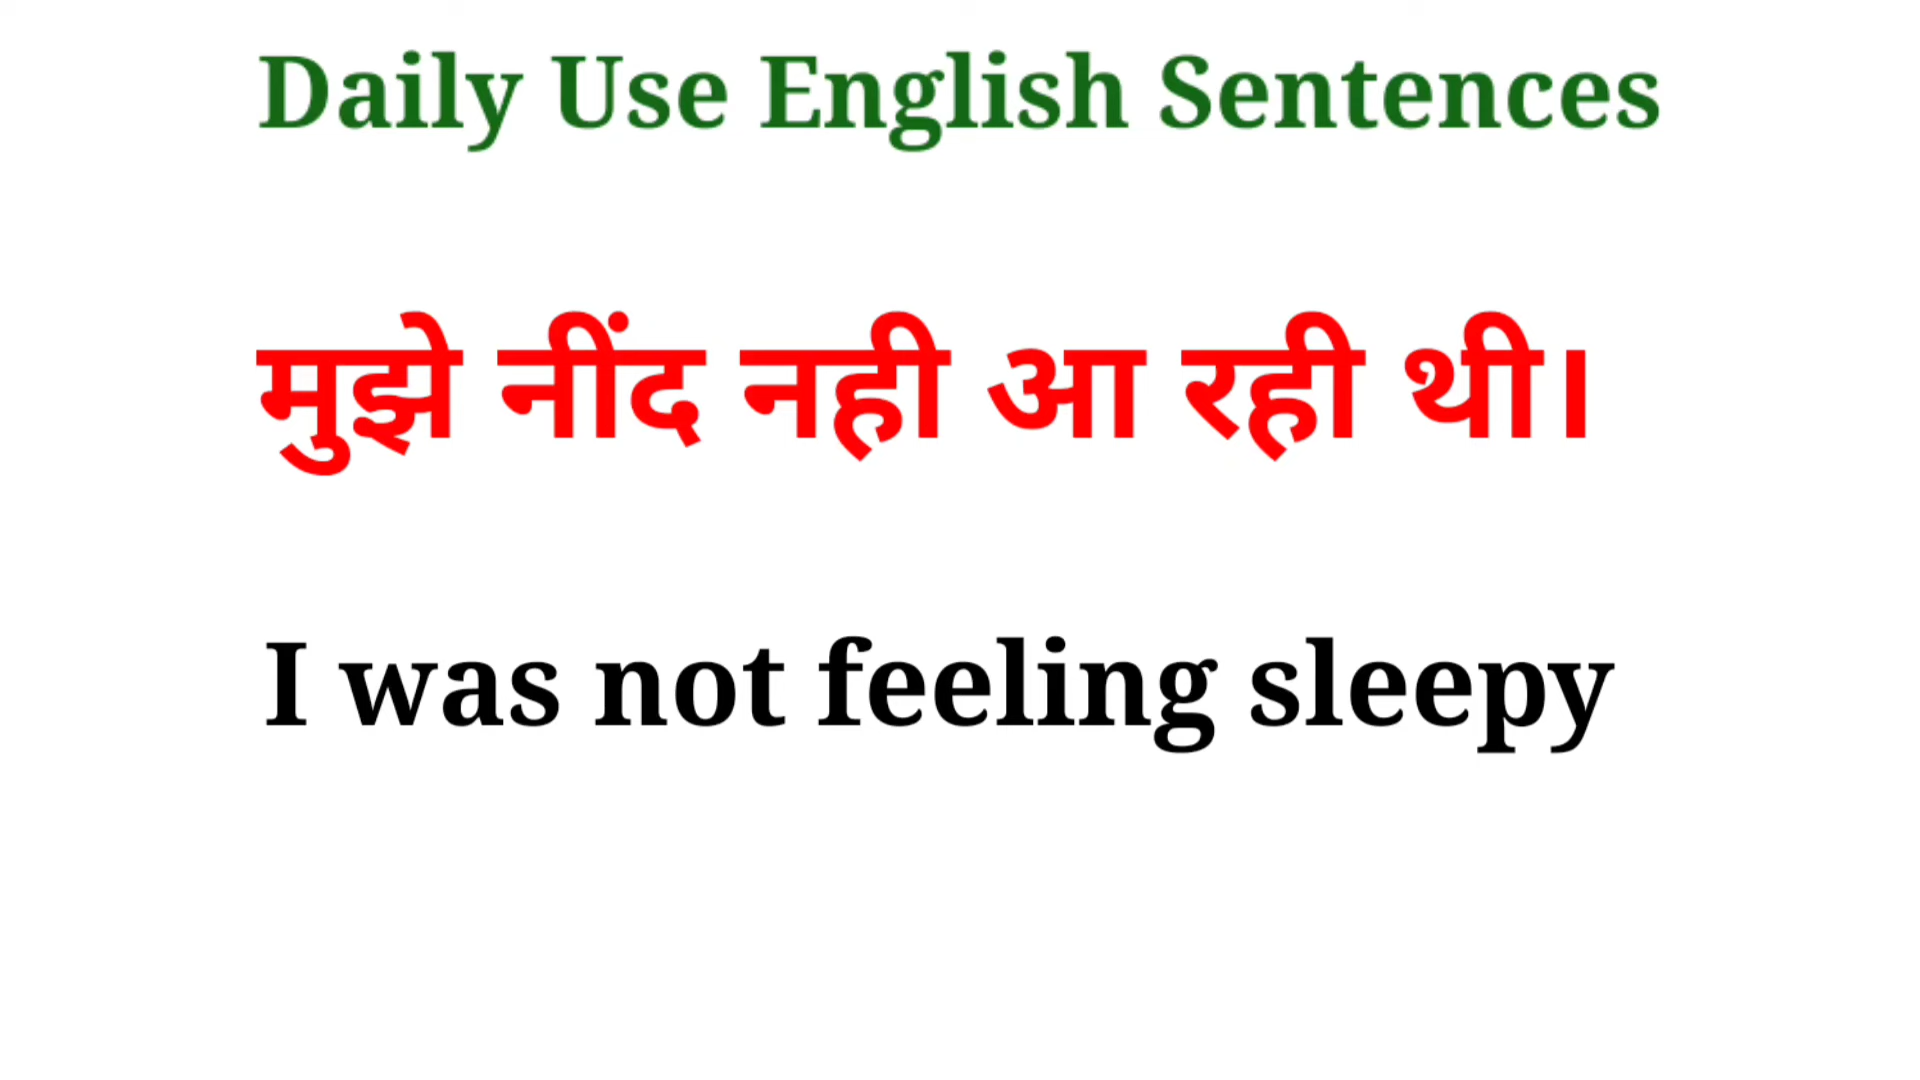 Daily Use English Sentences
मुझे नींद नही आ रही थी।
I was not feeling sleepy